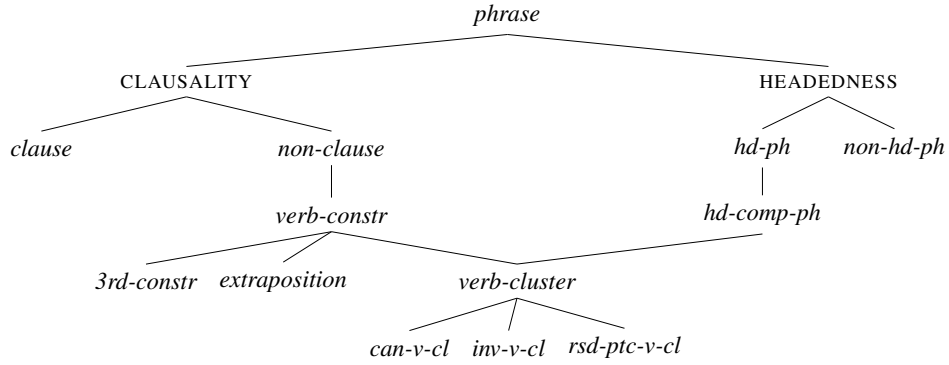 phrase
CLAUSALITY HEADEDNESS
clause non-clause hd-ph non-hd-ph
verb-constr hd-comp-ph
3rd-constr extraposition verb-cluster
can-v-cl inv-v-cl rsd-ptc-v-cl